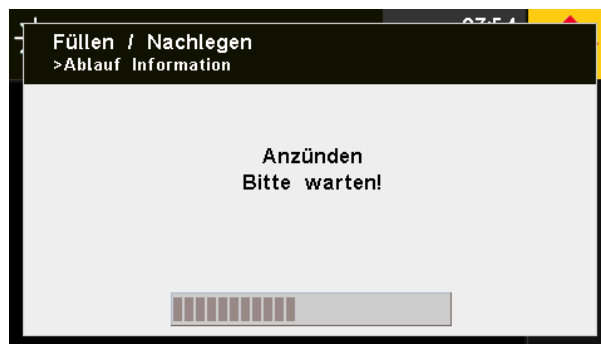 Füllen / Nachlegen
>Ablauf Information
Anzünden
Bitte warten!